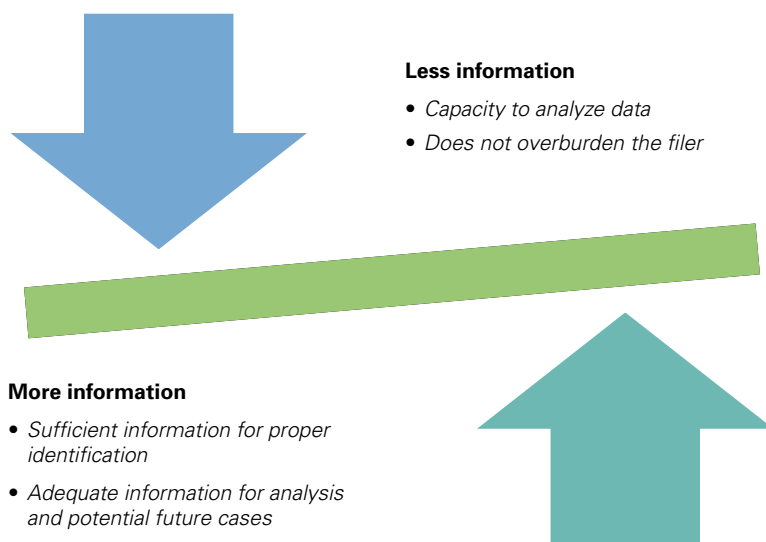 Less information
• Capacity to analyze data
• Does not overburden the filer
More information
• Sufficient information for proper
identification
• Adequate information for analysis
and potential future cases